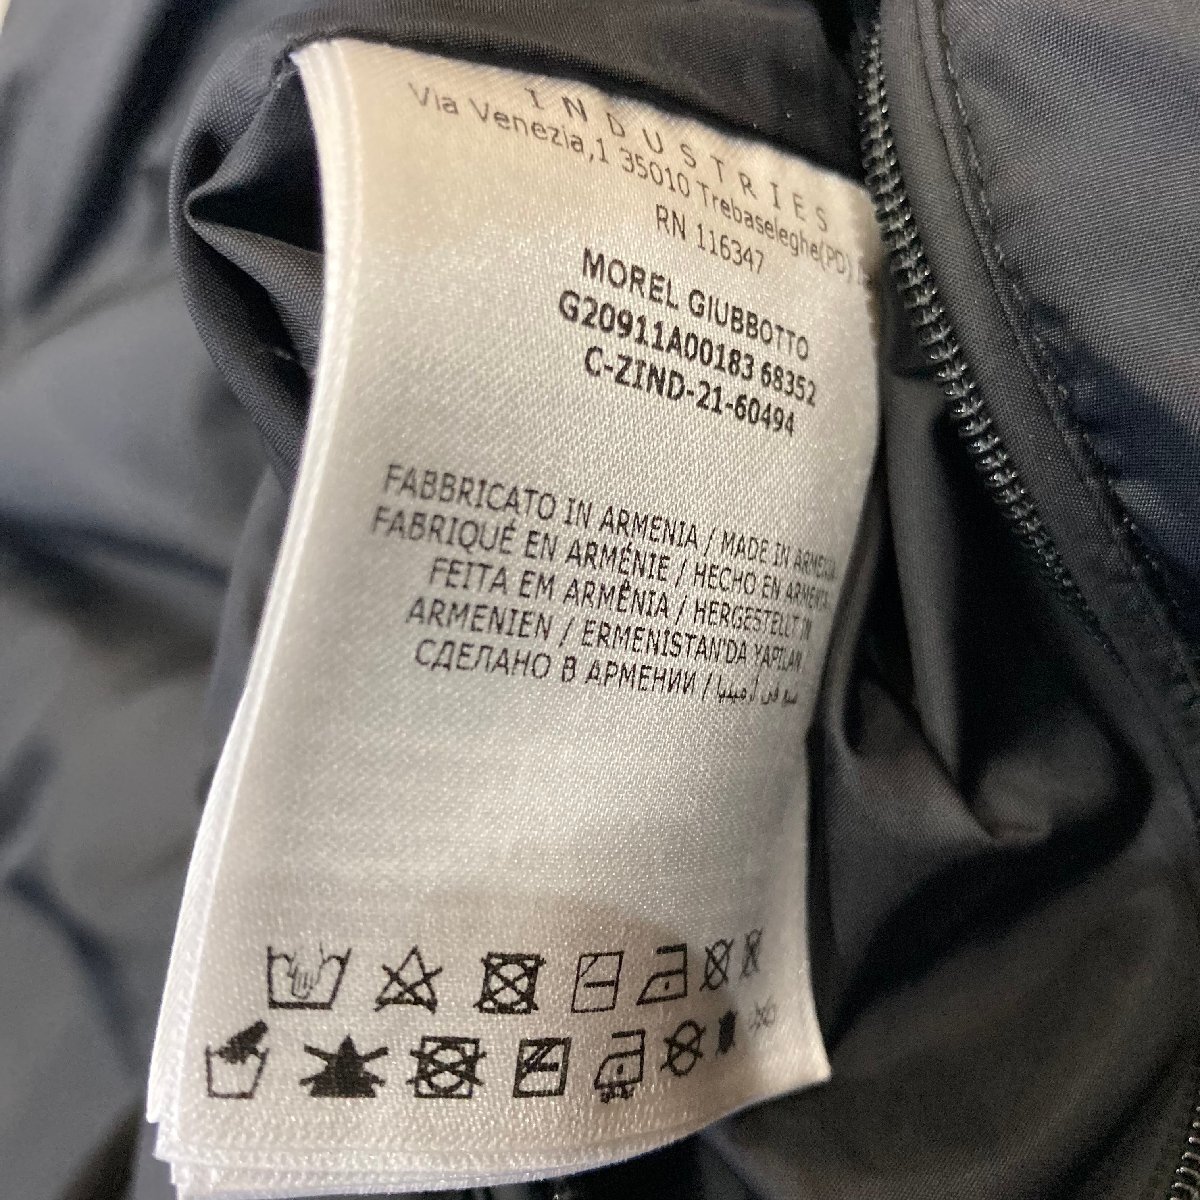 INDUSTRIES
Via Venezia,1 35010 Trebaseleghe(PD)
RN 116347
MOREL GIUBBOTTO
G20911A00183 68352
C-ZIND-21-60494
FABBRICATO IN ARMENIA / MADE IN ARMENIA
FABRIQUÉ EN ARMÉNIE / HECHO EN ARMENIA
FEITA EM ARMÊNIA / HERGESTELLT IN
ARMENIEN / ERMENISTAN'DA YAPILAN
СДЕЛАНО В АРМЕНИИ /